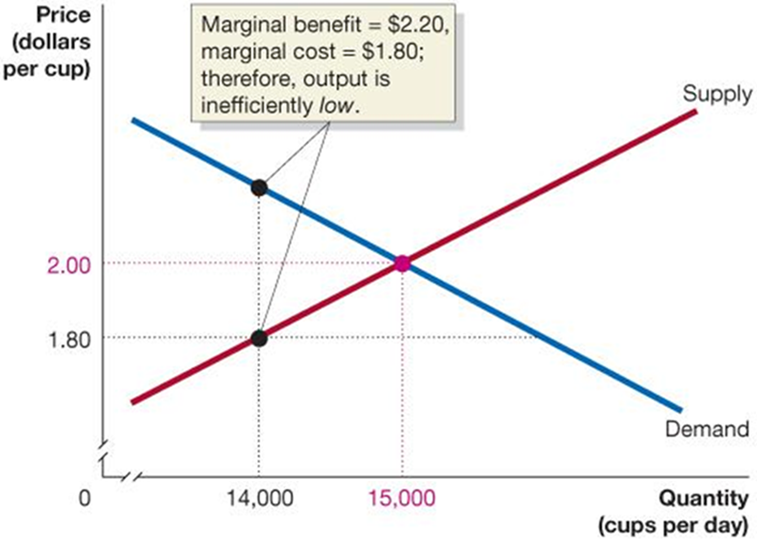 Price
(dollars
per cup)
Marginal benefit = $2.20,
marginal cost = $1.80;
therefore, output is
inefficiently low.
Supply
2.00
1.80
Demand
0
14,000
15,000
Quantity
(cups per day)